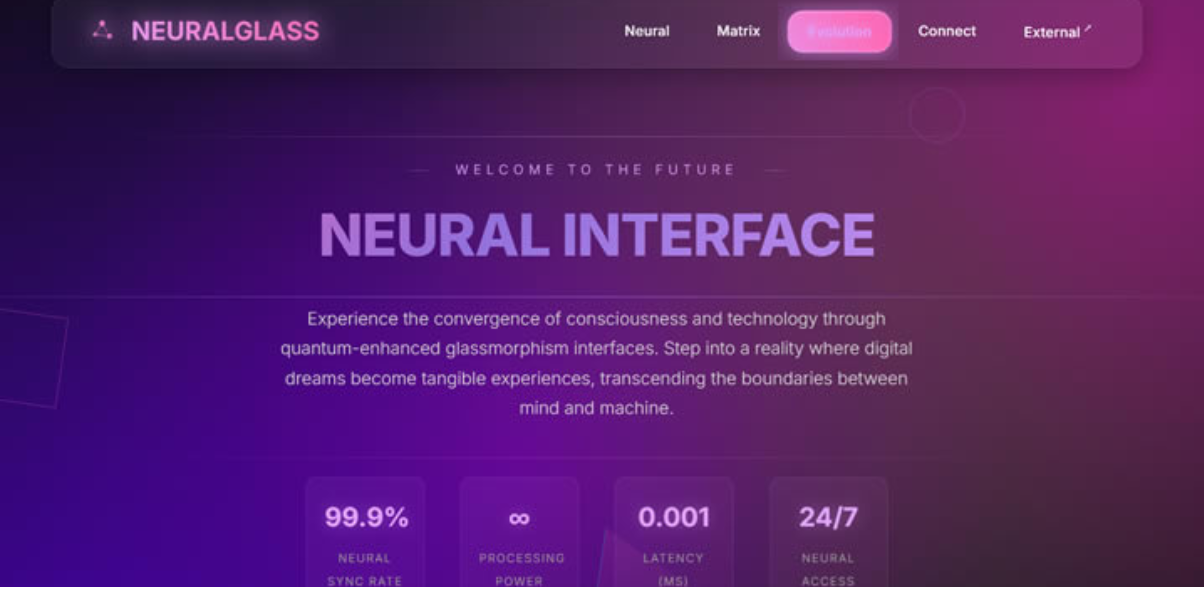 NEURALGLASS
Neural
Matrix
Evolution
Connect
External
WELCOME TO THE FUTURE
NEURAL INTERFACE
Experience the convergence of consciousness and technology through
quantum-enhanced glassmorphism interfaces. Step into a reality where digital
dreams become tangible experiences, transcending the boundaries between
mind and machine.
99.9%
NEURAL
SYNC RATE
∞
PROCESSING
POWER
0.001
LATENCY
(MS)
24/7
NEURAL
ACCESS